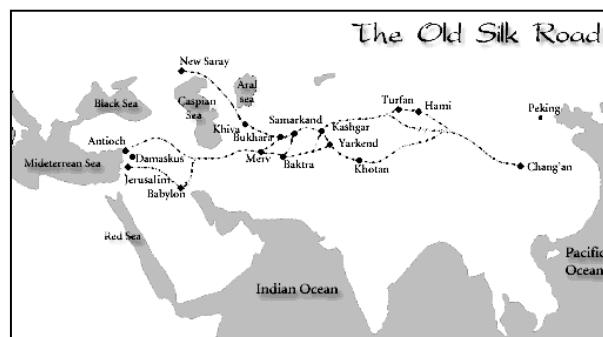 The Old Silk Road
New Saray
Aral
sea
Black Sea
Caspian
Sea
Turfan
Hami
Peking
Khiva
Samarkand
Bukhara
Kashgar
Antioch
Yarkend
Mideterrean Sea
Damaskus
Merv
Baktra
Khotan
Chang'an
Jerusalim
Babylon
Red Sea
Pacific
Ocean
Indian Ocean